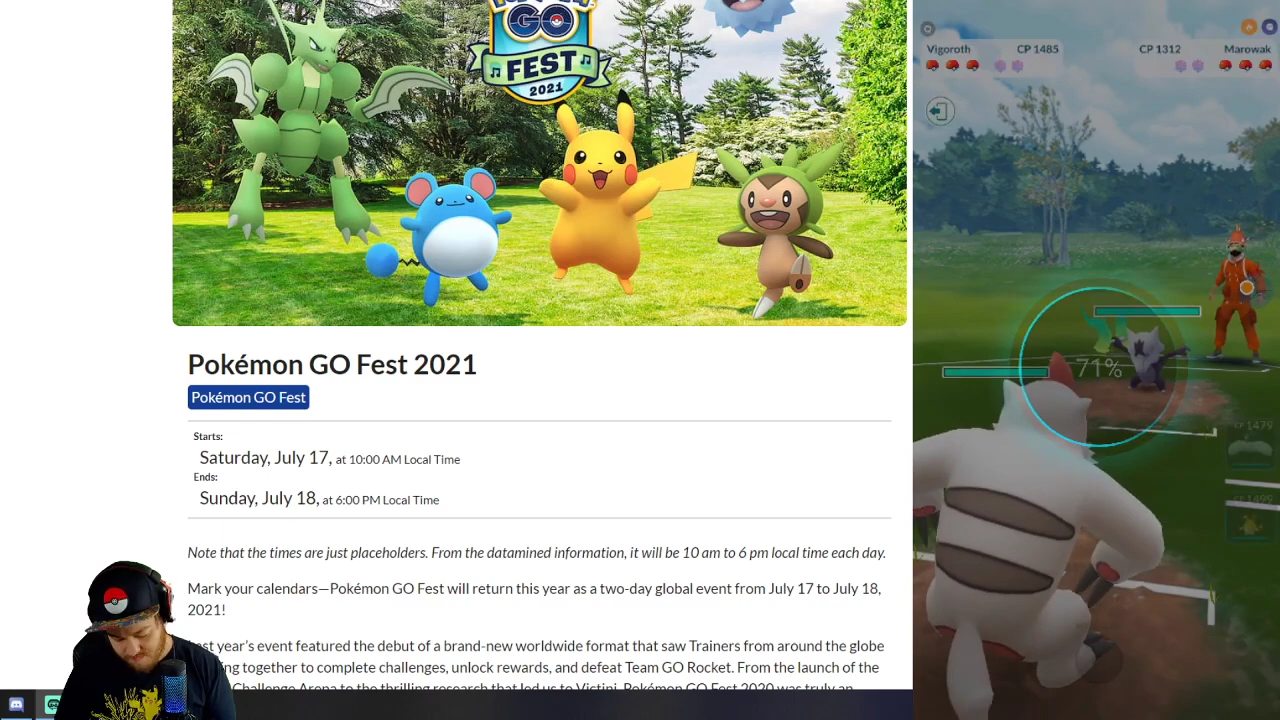 GO
FEST
2021
Pokémon GO Fest 2021
Pokémon GO Fest
Starts:
Saturday, July 17, at 10:00 AM Local Time
Ends:
Sunday, July 18, at 6:00 PM Local Time
Note that the times are just placeholders. From the datamined information, it will be 10 am to 6 pm local time each day.
Mark your calendars—Pokémon GO Fest will return this year as a two-day global event from July 17 to July 18,
2021!
year's event featured the debut of a brand-new worldwide format that saw Trainers from around the globe
together to complete challenges, unlock rewards, and defeat Team GO Rocket. From the launch of the
Challenge Arena to the thrilling research that led us to Victini, Pokémon GO Fest 2020 was truly an
Vigoroth CP 1485
CP 1312 Marowak
71%
CP 1479
CP 1495